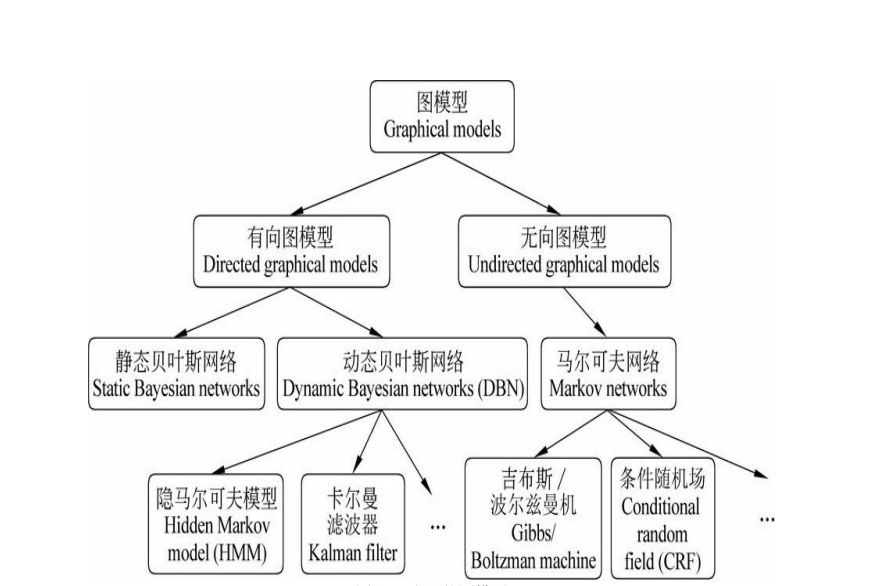 图模型
Graphical models
有向图模型
Directed graphical models
无向图模型
Undirected graphical models
静态贝叶斯网络
Static Bayesian networks
动态贝叶斯网络
Dynamic Bayesian networks (DBN)
马尔可夫网络
Markov networks
隐马尔可夫模型
Hidden Markov
model (HMM)
卡尔曼
滤波器
Kalman filter
...
吉布斯 /
波尔兹曼机
Gibbs/
Boltzman machine
条件随机场
Conditional
random
field (CRF)
...